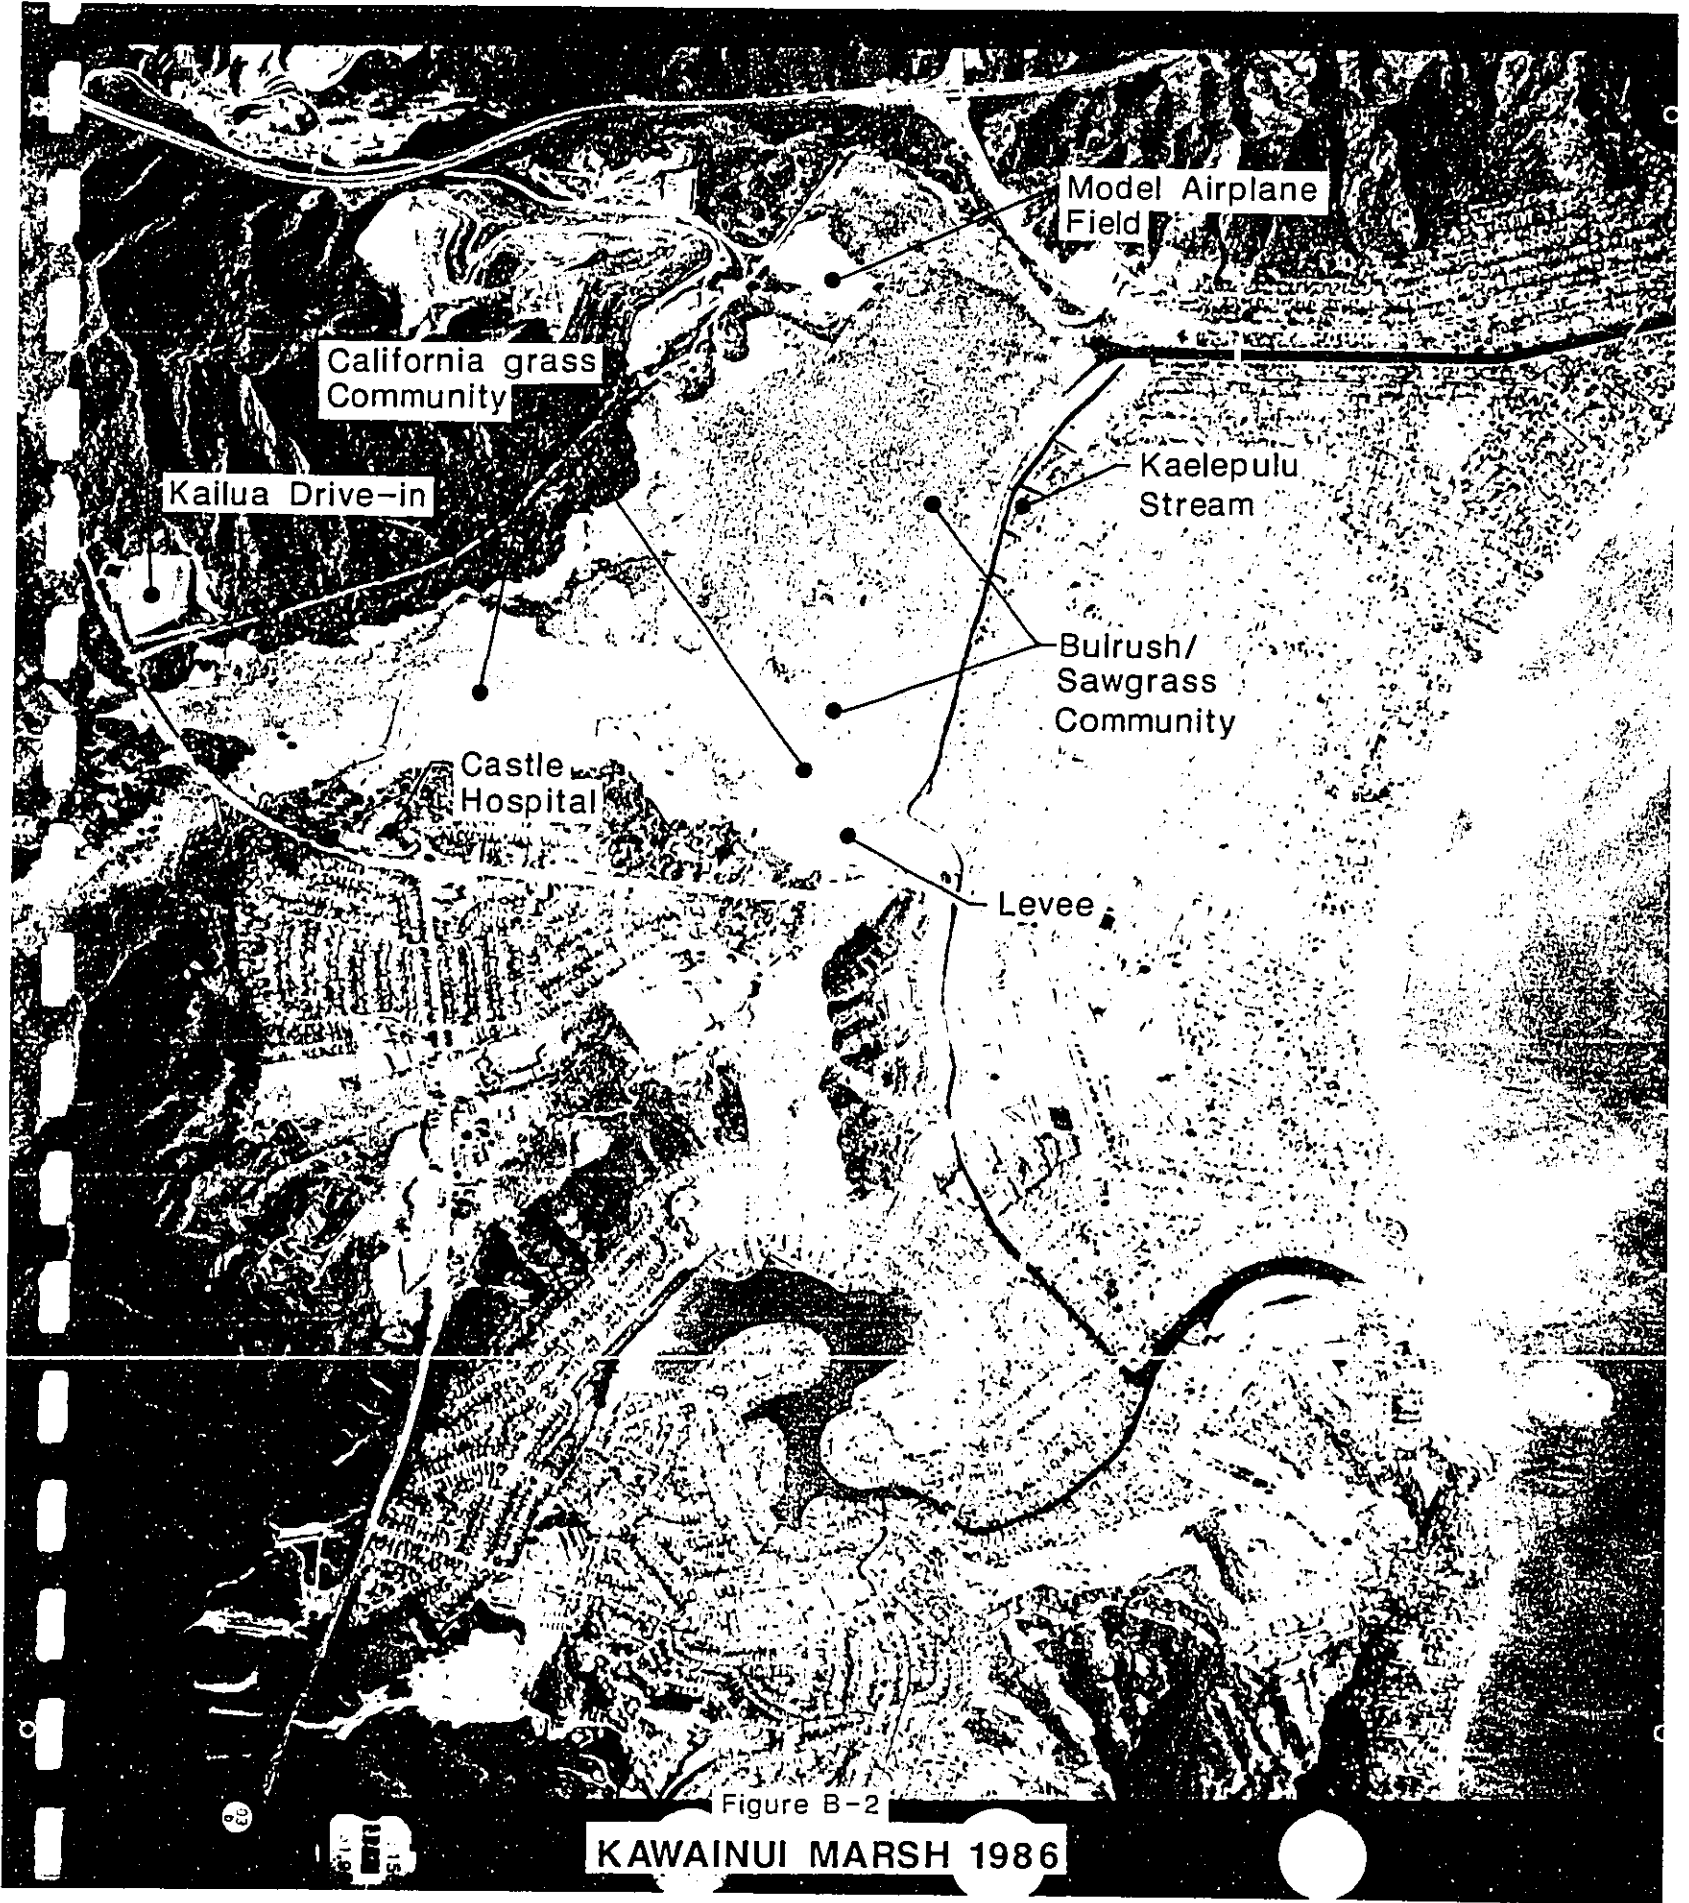 Model Airplane
Field
California grass
Community
Kaelepulu
Stream
Kailua Drive-in
Bulrush/
Sawgrass
Community
Castle
Hospital
Levee
Figure B-2
KAWAINUI MARSH 1986